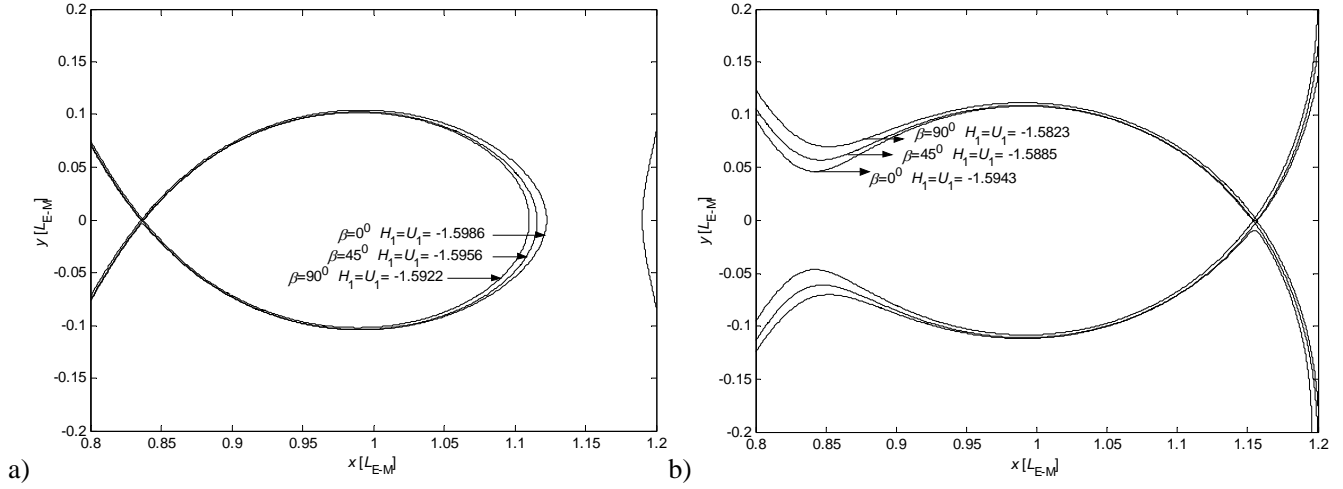 0.2
0.15
0.1
0.05
0
-0.05
-0.1
-0.15
-0.2
y [L_E-M]
β=0⁰ H₁=U₁= -1.5986
β=45⁰ H₁=U₁= -1.5956
β=90⁰ H₁=U₁= -1.5922
0.8 0.85 0.9 0.95 1 1.05 1.1 1.15 1.2
x [L_E-M]
a)
0.2
0.15
0.1
0.05
0
-0.05
-0.1
-0.15
-0.2
y [L_E-M]
β=90⁰ H₁=U₁= -1.5823
β=45⁰ H₁=U₁= -1.5885
β=0⁰ H₁=U₁= -1.5943
0.8 0.85 0.9 0.95 1 1.05 1.1 1.15 1.2
x [L_E-M]
b)